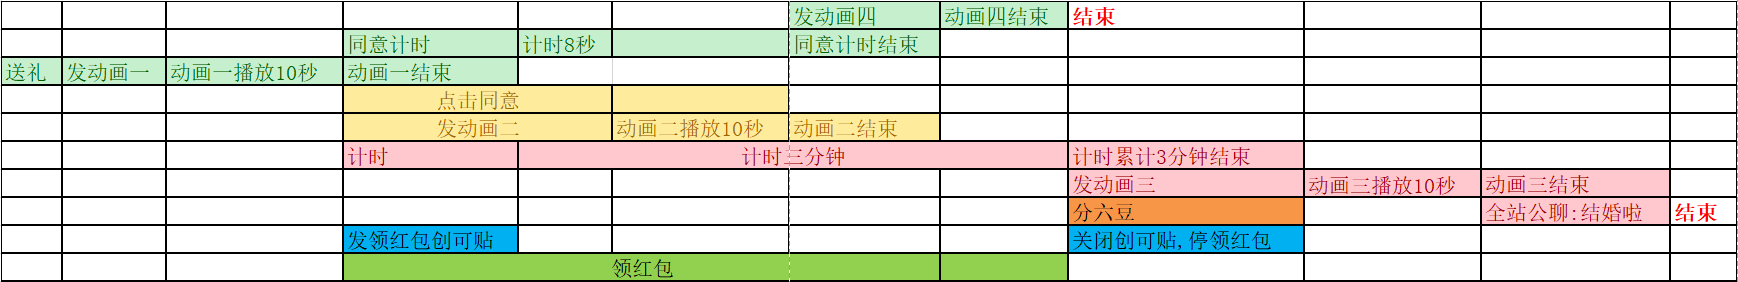 发动画四 动画四结束 结束
同意计时 计时8秒 同意计时结束
送礼 发动画一 动画一播放10秒 动画一结束
点击同意
发动画二 动画二播放10秒 动画二结束
计时 计时三分钟 计时累计3分钟结束
发动画三 动画三播放10秒 动画三结束
分六豆 全站公聊:结婚啦 结束
发领红包创可贴 关闭创可贴,停领红包
领红包